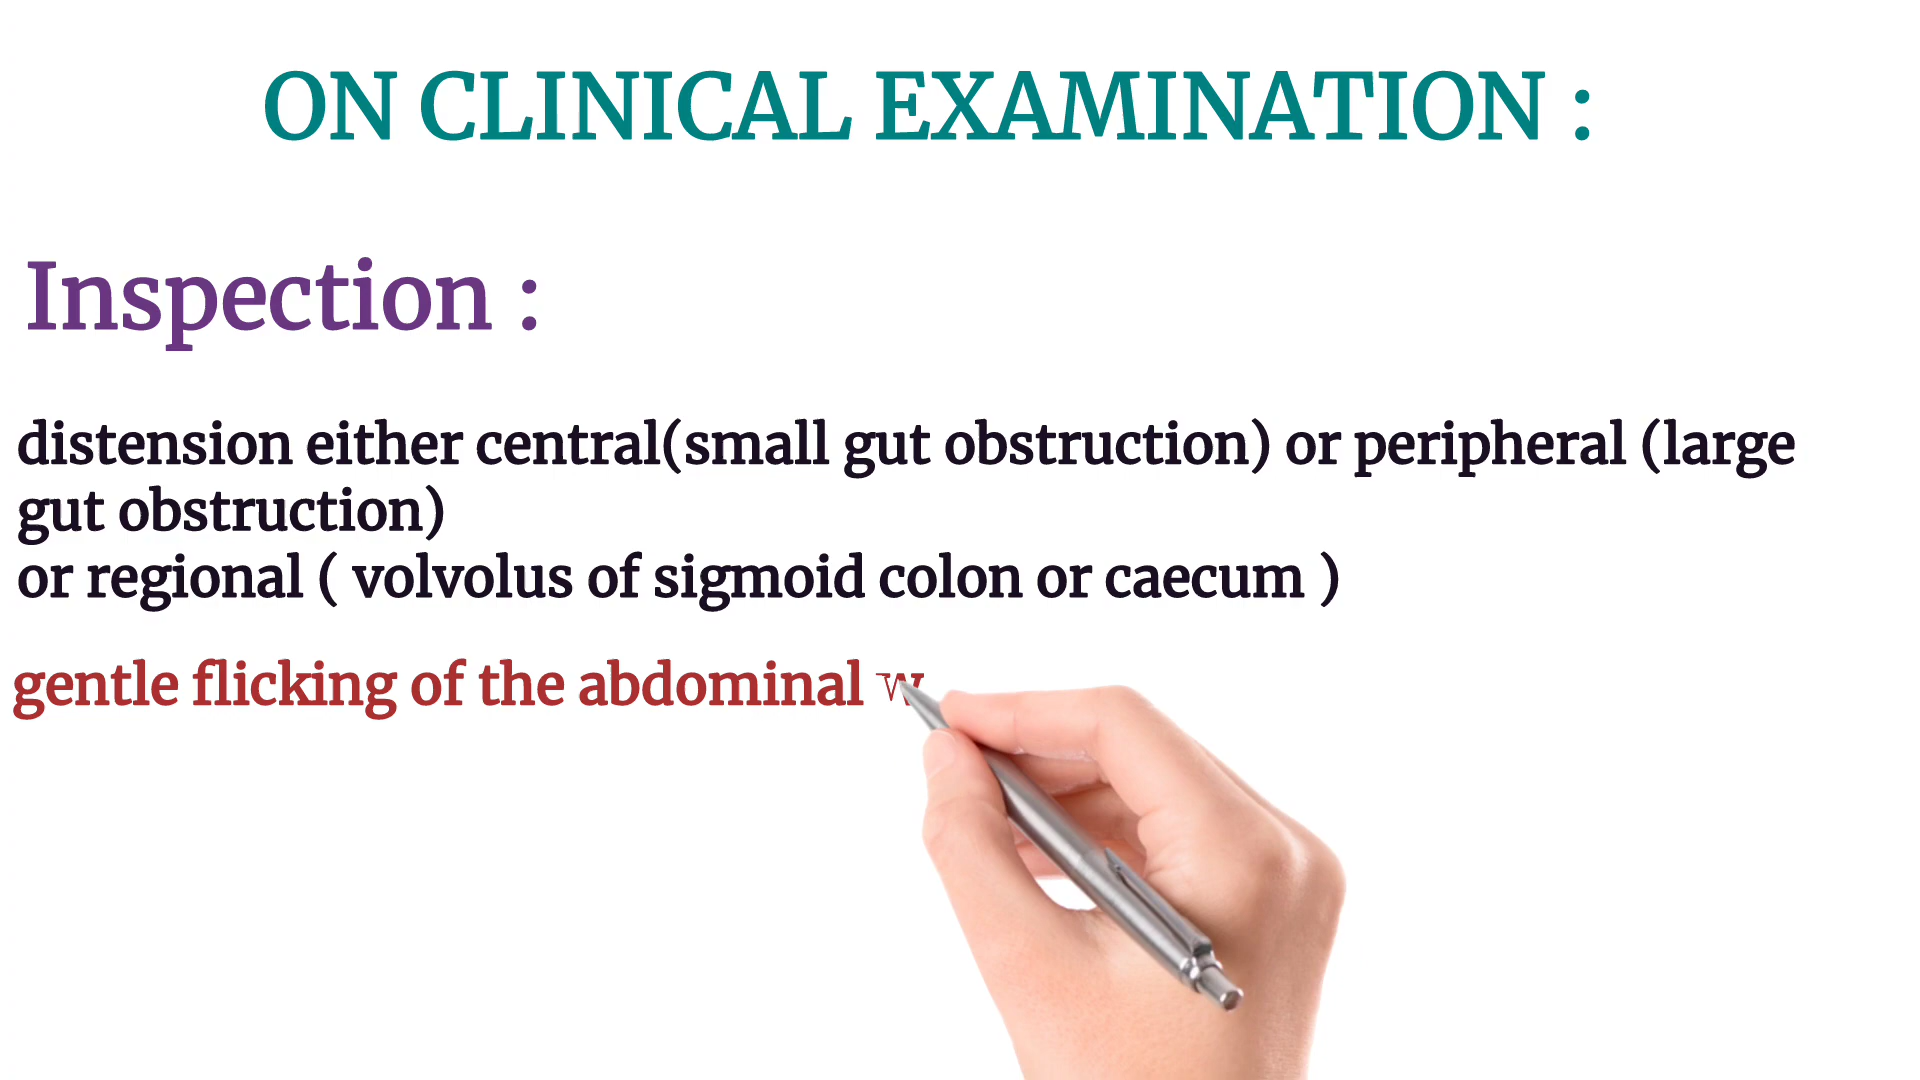 ON CLINICAL EXAMINATION :
Inspection :
distension either central(small gut obstruction) or peripheral (large
gut obstruction)
or regional ( volvolus of sigmoid colon or caecum )
gentle flicking of the abdominal w